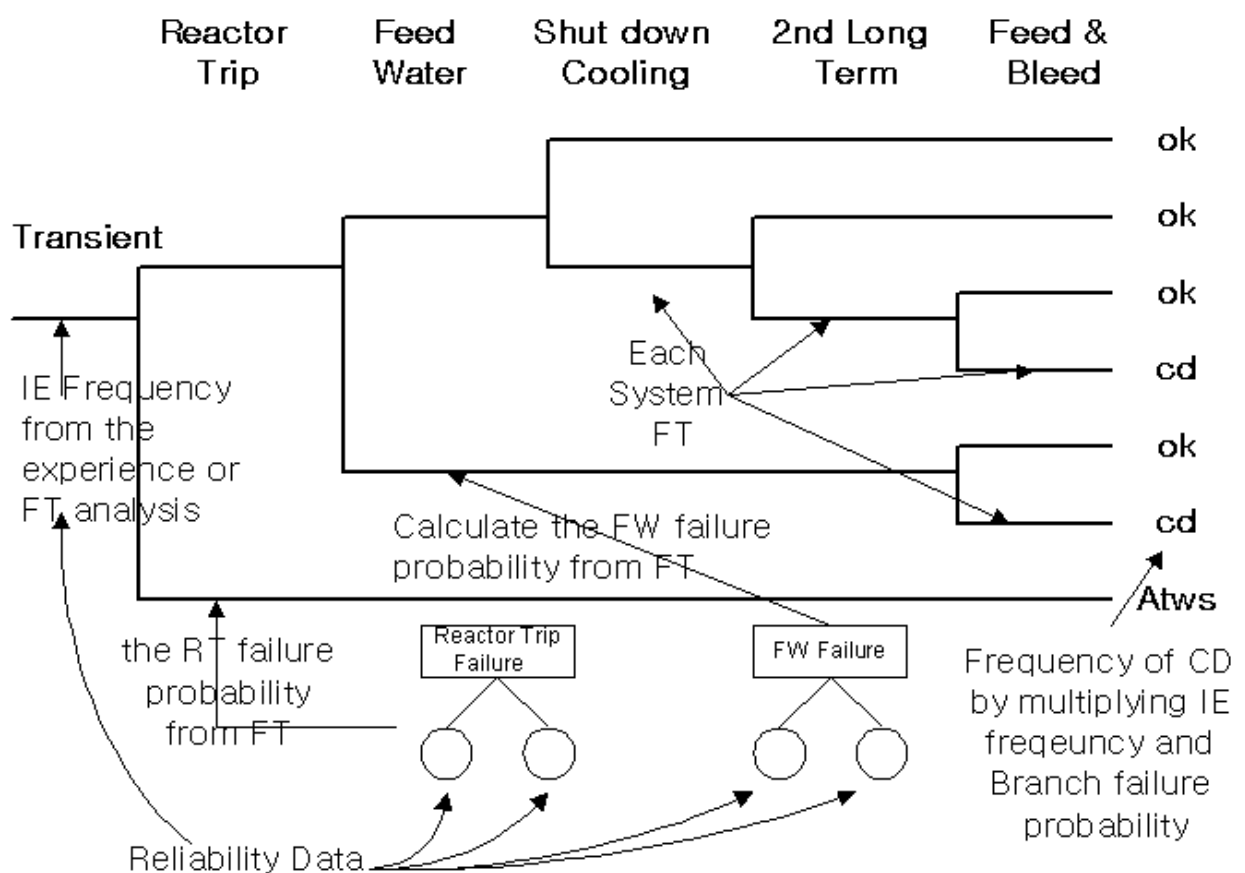 Reactor
Trip
Feed
Water
Shut down
Cooling
2nd Long
Term
Feed &
Bleed
ok
ok
Transient
ok
Each
System
FT
cd
IE Frequency
from the
experience or
FT analysis
ok
Calculate the FW failure
probability from FT
cd
Atws
the RT failure
probability
from FT
Reactor Trip
Failure
FW Failure
Frequency of CD
by multiplying IE
freqeuncy and
Branch failure
probability
Reliability Data